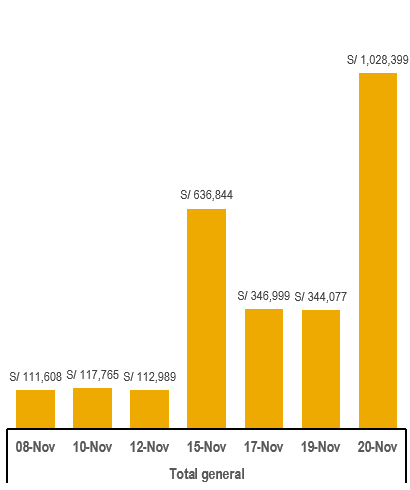 S/ 1,028,399
S/ 636,844
S/ 346,999
S/ 344,077
S/ 111,608
S/ 117,765
S/ 112,989
08-Nov
10-Nov
12-Nov
15-Nov
17-Nov
19-Nov
20-Nov
Total general